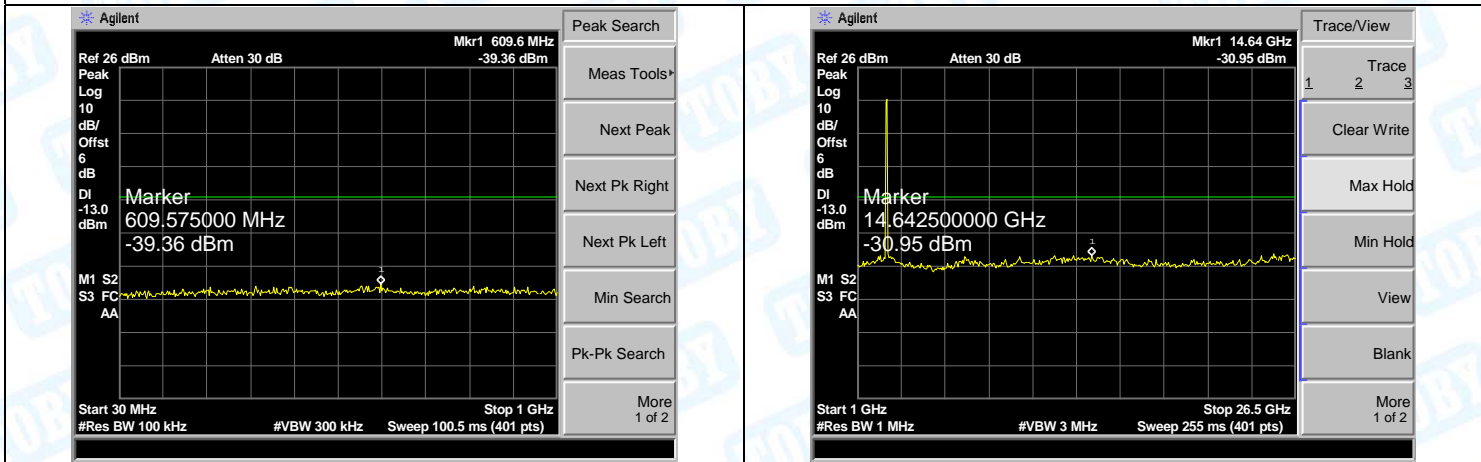 Agilent
Peak Search
Mkr1 609.6 MHz
Ref 26 dBm Atten 30 dB -39.36 dBm
Peak
Log
10
dB/
Offst
6
dB
DI
-13.0
dBm
Marker
609.575000 MHz
-39.36 dBm
1
M1 S2
S3 FC
AA
Start 30 MHz Stop 1 GHz
#Res BW 100 kHz #VBW 300 kHz Sweep 100.5 ms (401 pts)
Meas Tools
Next Peak
Next Pk Right
Next Pk Left
Min Search
Pk-Pk Search
More
1 of 2
Agilent
Trace/View
Mkr1 14.64 GHz
Ref 26 dBm Atten 30 dB -30.95 dBm
Peak
Log
10
dB/
Offst
6
dB
DI
-13.0
dBm
Marker
14.642500000 GHz
-30.95 dBm
1
M1 S2
S3 FC
AA
Start 1 GHz Stop 26.5 GHz
#Res BW 1 MHz #VBW 3 MHz Sweep 255 ms (401 pts)
Trace
1 2 3
Clear Write
Max Hold
Min Hold
View
Blank
More
1 of 2
TOBY